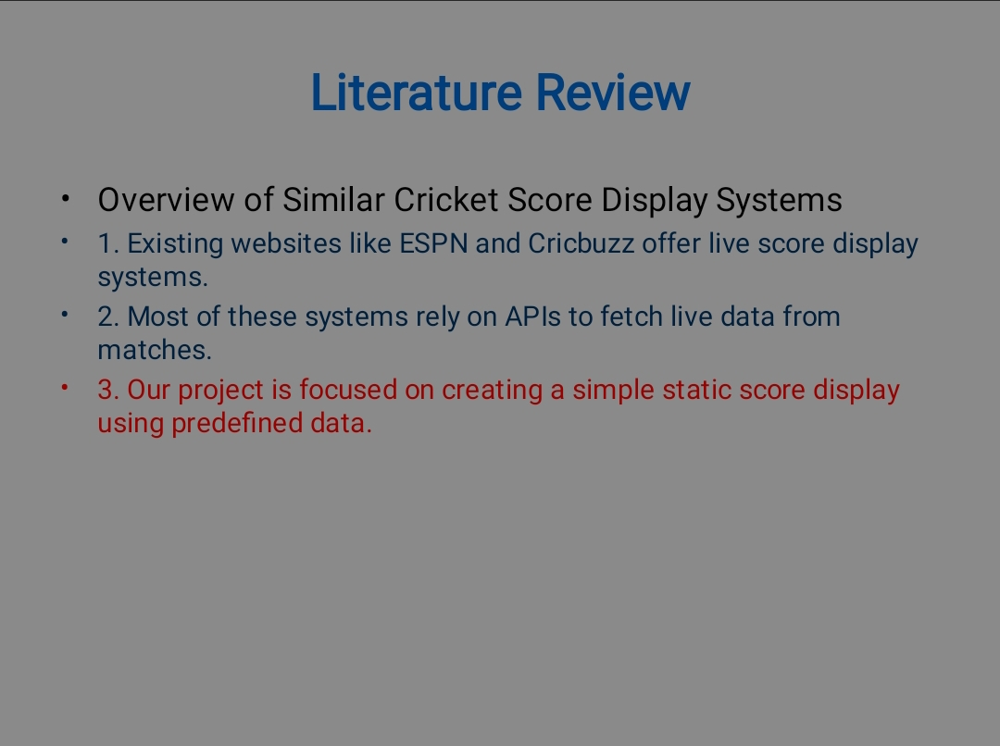 Literature Review
• Overview of Similar Cricket Score Display Systems
• 1. Existing websites like ESPN and Cricbuzz offer live score display
systems.
• 2. Most of these systems rely on APIs to fetch live data from
matches.
• 3. Our project is focused on creating a simple static score display
using predefined data.